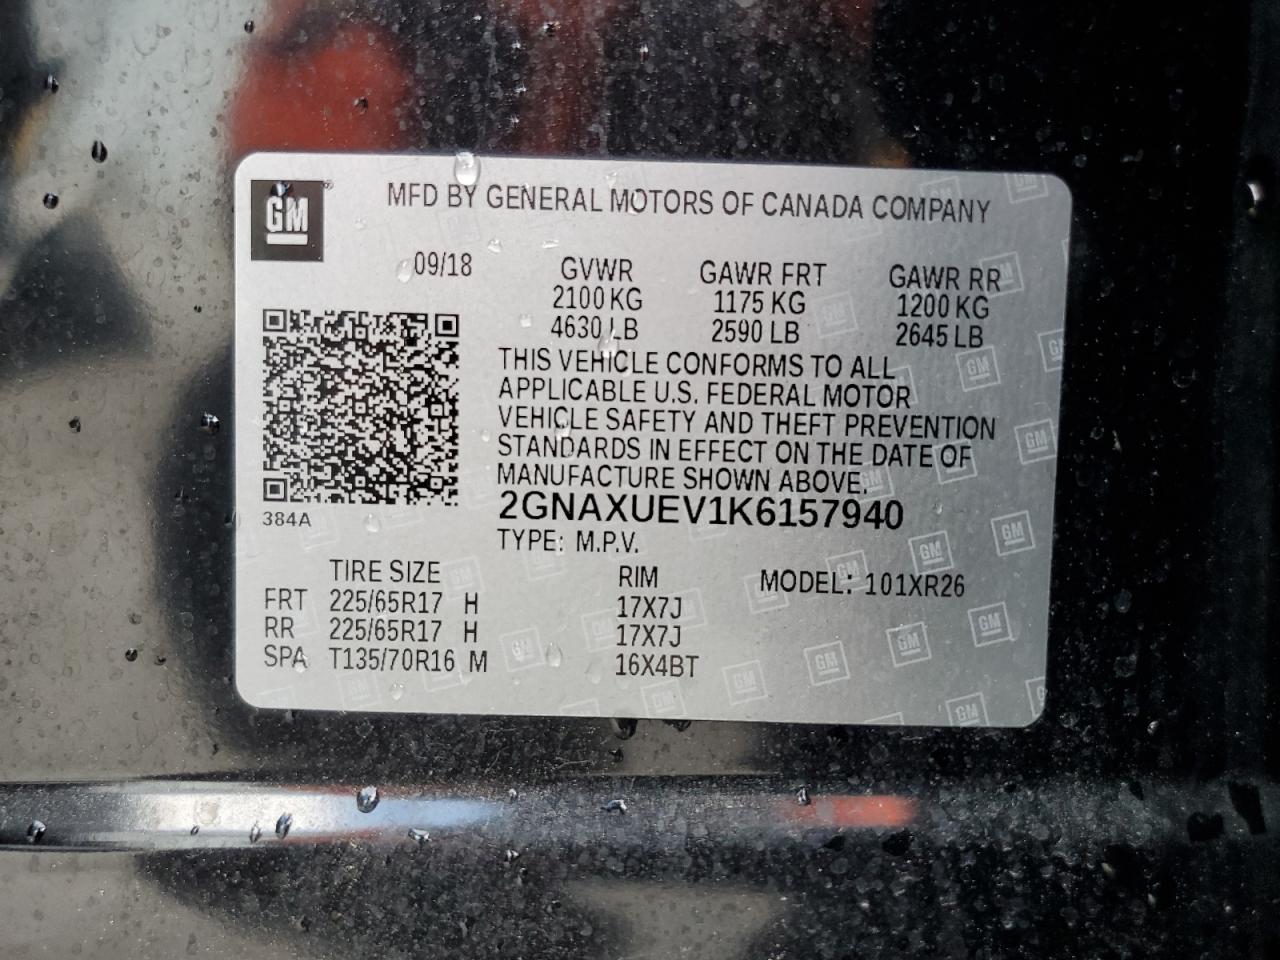 GM
MFD BY GENERAL MOTORS OF CANADA COMPANY
09/18
GVWR GAWR FRT GAWR RR
2100 KG 1175 KG 1200 KG
4630 LB 2590 LB 2645 LB
THIS VEHICLE CONFORMS TO ALL
APPLICABLE U.S. FEDERAL MOTOR
VEHICLE SAFETY AND THEFT PREVENTION
STANDARDS IN EFFECT ON THE DATE OF
MANUFACTURE SHOWN ABOVE.
384A
2GNAXUEV1K6157940
TYPE: M.P.V.
TIRE SIZE RIM MODEL: 101XR26
FRT 225/65R17 H 17X7J
RR 225/65R17 H 17X7J
SPA T135/70R16 M 16X4BT